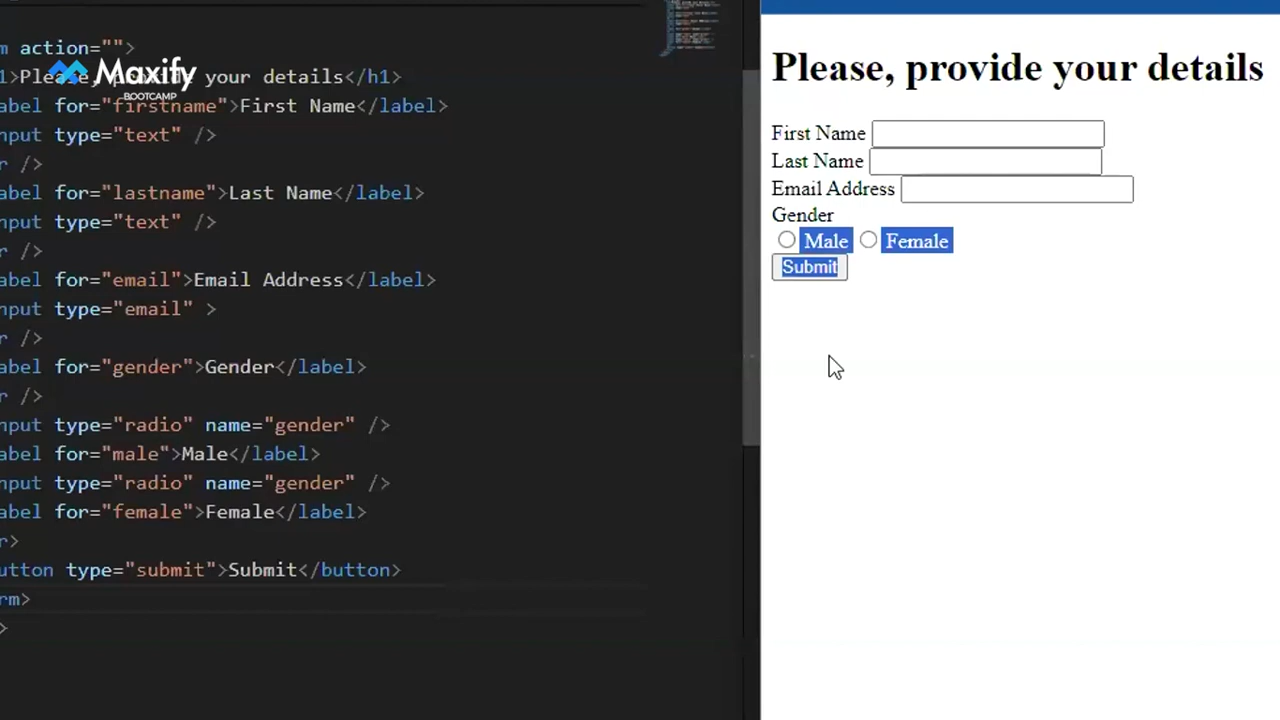 m action="">
1>Please, provide your details</h1>
Maxify
BOOTCAMP
abel for="firstname">First Name</label>
nput type="text" />
r />
abel for="lastname">Last Name</label>
nput type="text" />
r />
abel for="email">Email Address</label>
nput type="email" >
r />
abel for="gender">Gender</label>
r />
nput type="radio" name="gender" />
abel for="male">Male</label>
nput type="radio" name="gender" />
abel for="female">Female</label>
r>
utton type="submit">Submit</button>
rm>
>
Please, provide your details
First Name
Last Name
Email Address
Gender
Male Female
Submit